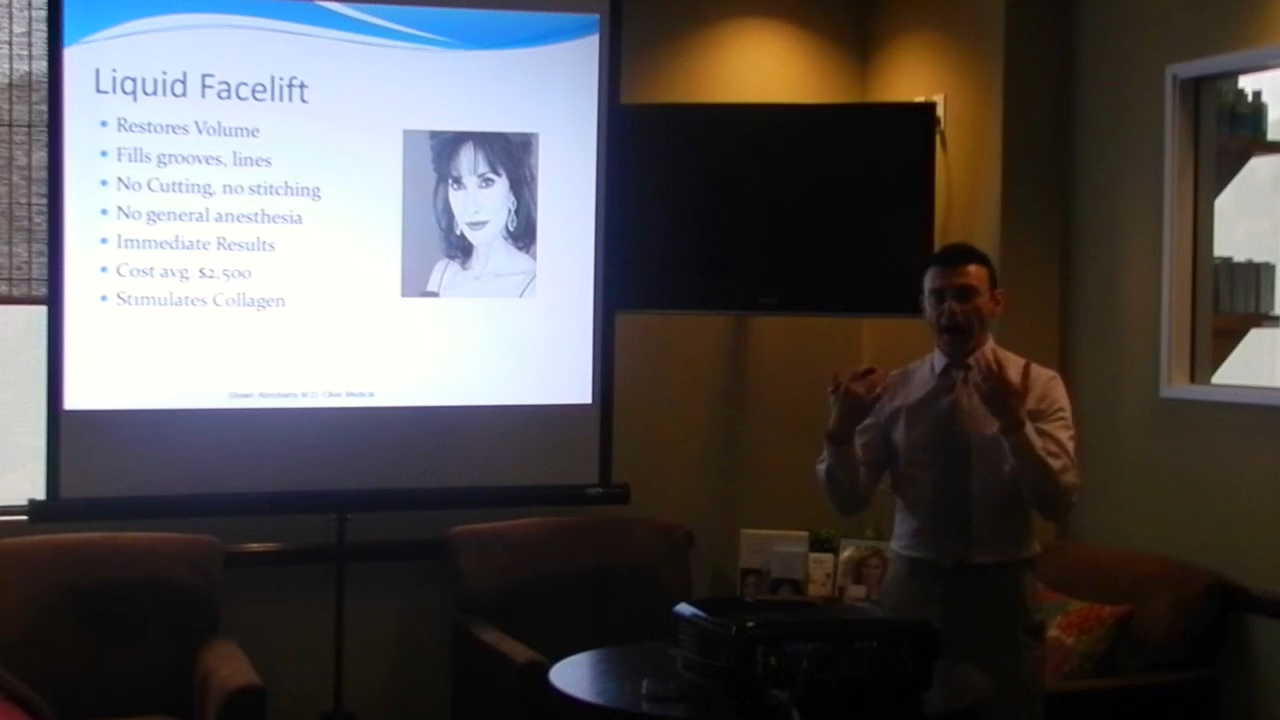 Liquid Facelift
• Restores Volume
• Fills grooves, lines
• No Cutting, no stitching
• No general anesthesia
• Immediate Results
• Cost avg. $2,500
• Stimulates Collagen
M.D. Medical